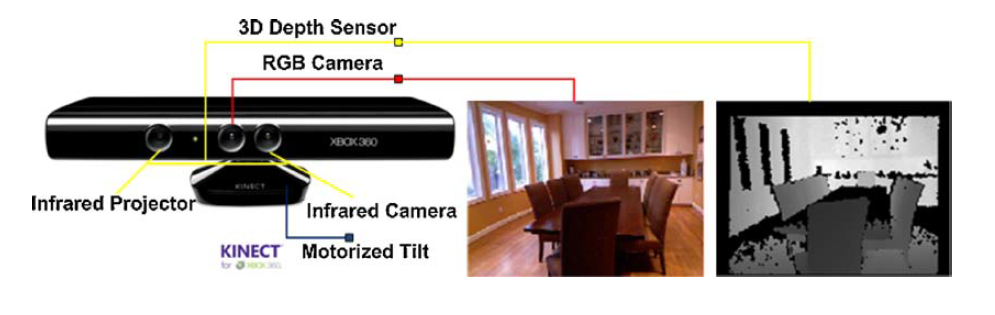 3D Depth Sensor
RGB Camera
XBOX 360
KINECT
Infrared Projector
Infrared Camera
KINECT
for XBOX 360.
Motorized Tilt